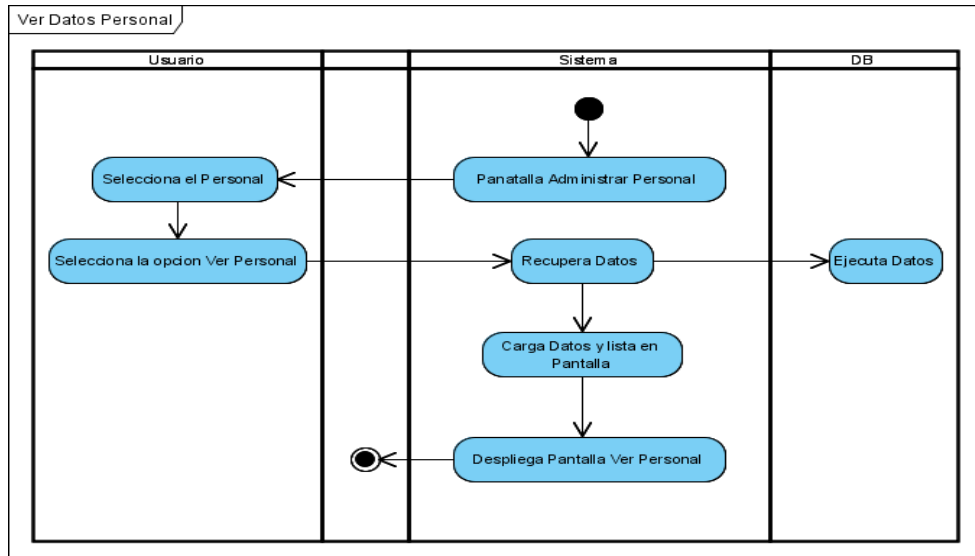 Ver Datos Personal
Usuario
Sistema
DB
Panatalla Administrar Personal
Selecciona el Personal
Selecciona la opcion Ver Personal
Recupera Datos
Ejecuta Datos
Carga Datos y lista en
Pantalla
Despliega Pantalla Ver Personal